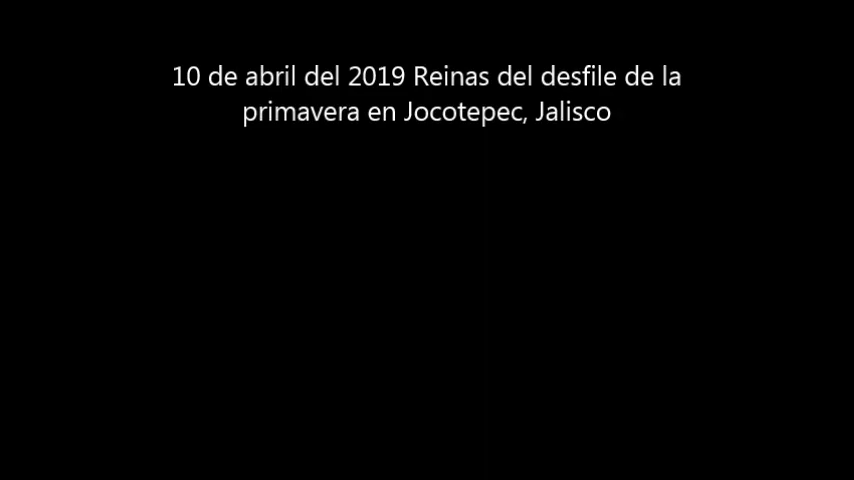 10 de abril del 2019 Reinas del desfile de la
primavera en Jocotepec, Jalisco